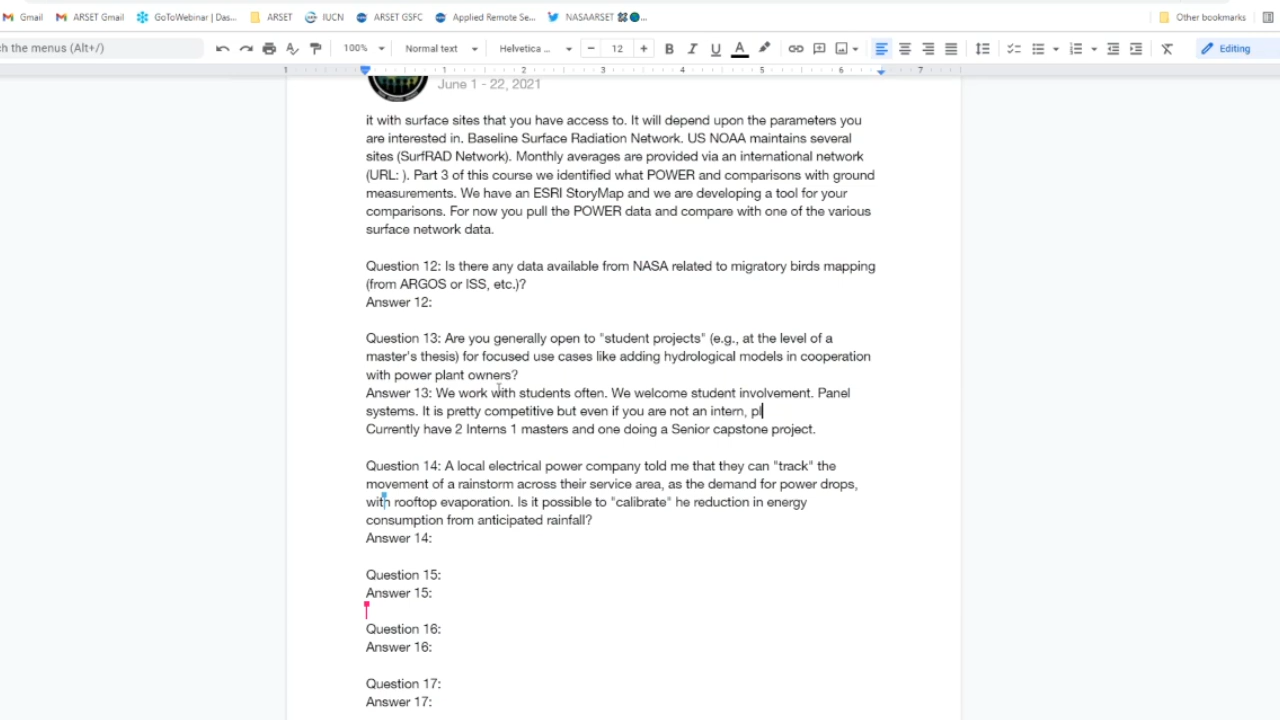 Gmail
ARSET Gmail
GoToWebinar | Das...
ARSET
IUCN
ARSET GSFC
Applied Remote Se...
NASAARSET
Other bookmarks
ch the menus (Alt+/)
100%
Normal text
Helvetica ...
12
B I U A
Editing
1 1 2 3 4 5 6 7
June 1 - 22, 2021
it with surface sites that you have access to. It will depend upon the parameters you
are interested in. Baseline Surface Radiation Network. US NOAA maintains several
sites (SurfRAD Network). Monthly averages are provided via an international network
(URL: ). Part 3 of this course we identified what POWER and comparisons with ground
measurements. We have an ESRI StoryMap and we are developing a tool for your
comparisons. For now you pull the POWER data and compare with one of the various
surface network data.
Question 12: Is there any data available from NASA related to migratory birds mapping
(from ARGOS or ISS, etc.)?
Answer 12:
Question 13: Are you generally open to "student projects" (e.g., at the level of a
master's thesis) for focused use cases like adding hydrological models in cooperation
with power plant owners?
Answer 13: We work with students often. We welcome student involvement. Panel
systems. It is pretty competitive but even if you are not an intern, pl
Currently have 2 Interns 1 masters and one doing a Senior capstone project.
Question 14: A local electrical power company told me that they can "track" the
movement of a rainstorm across their service area, as the demand for power drops,
with rooftop evaporation. Is it possible to "calibrate" he reduction in energy
consumption from anticipated rainfall?
Answer 14:
Question 15:
Answer 15:
Question 16:
Answer 16:
Question 17:
Answer 17: